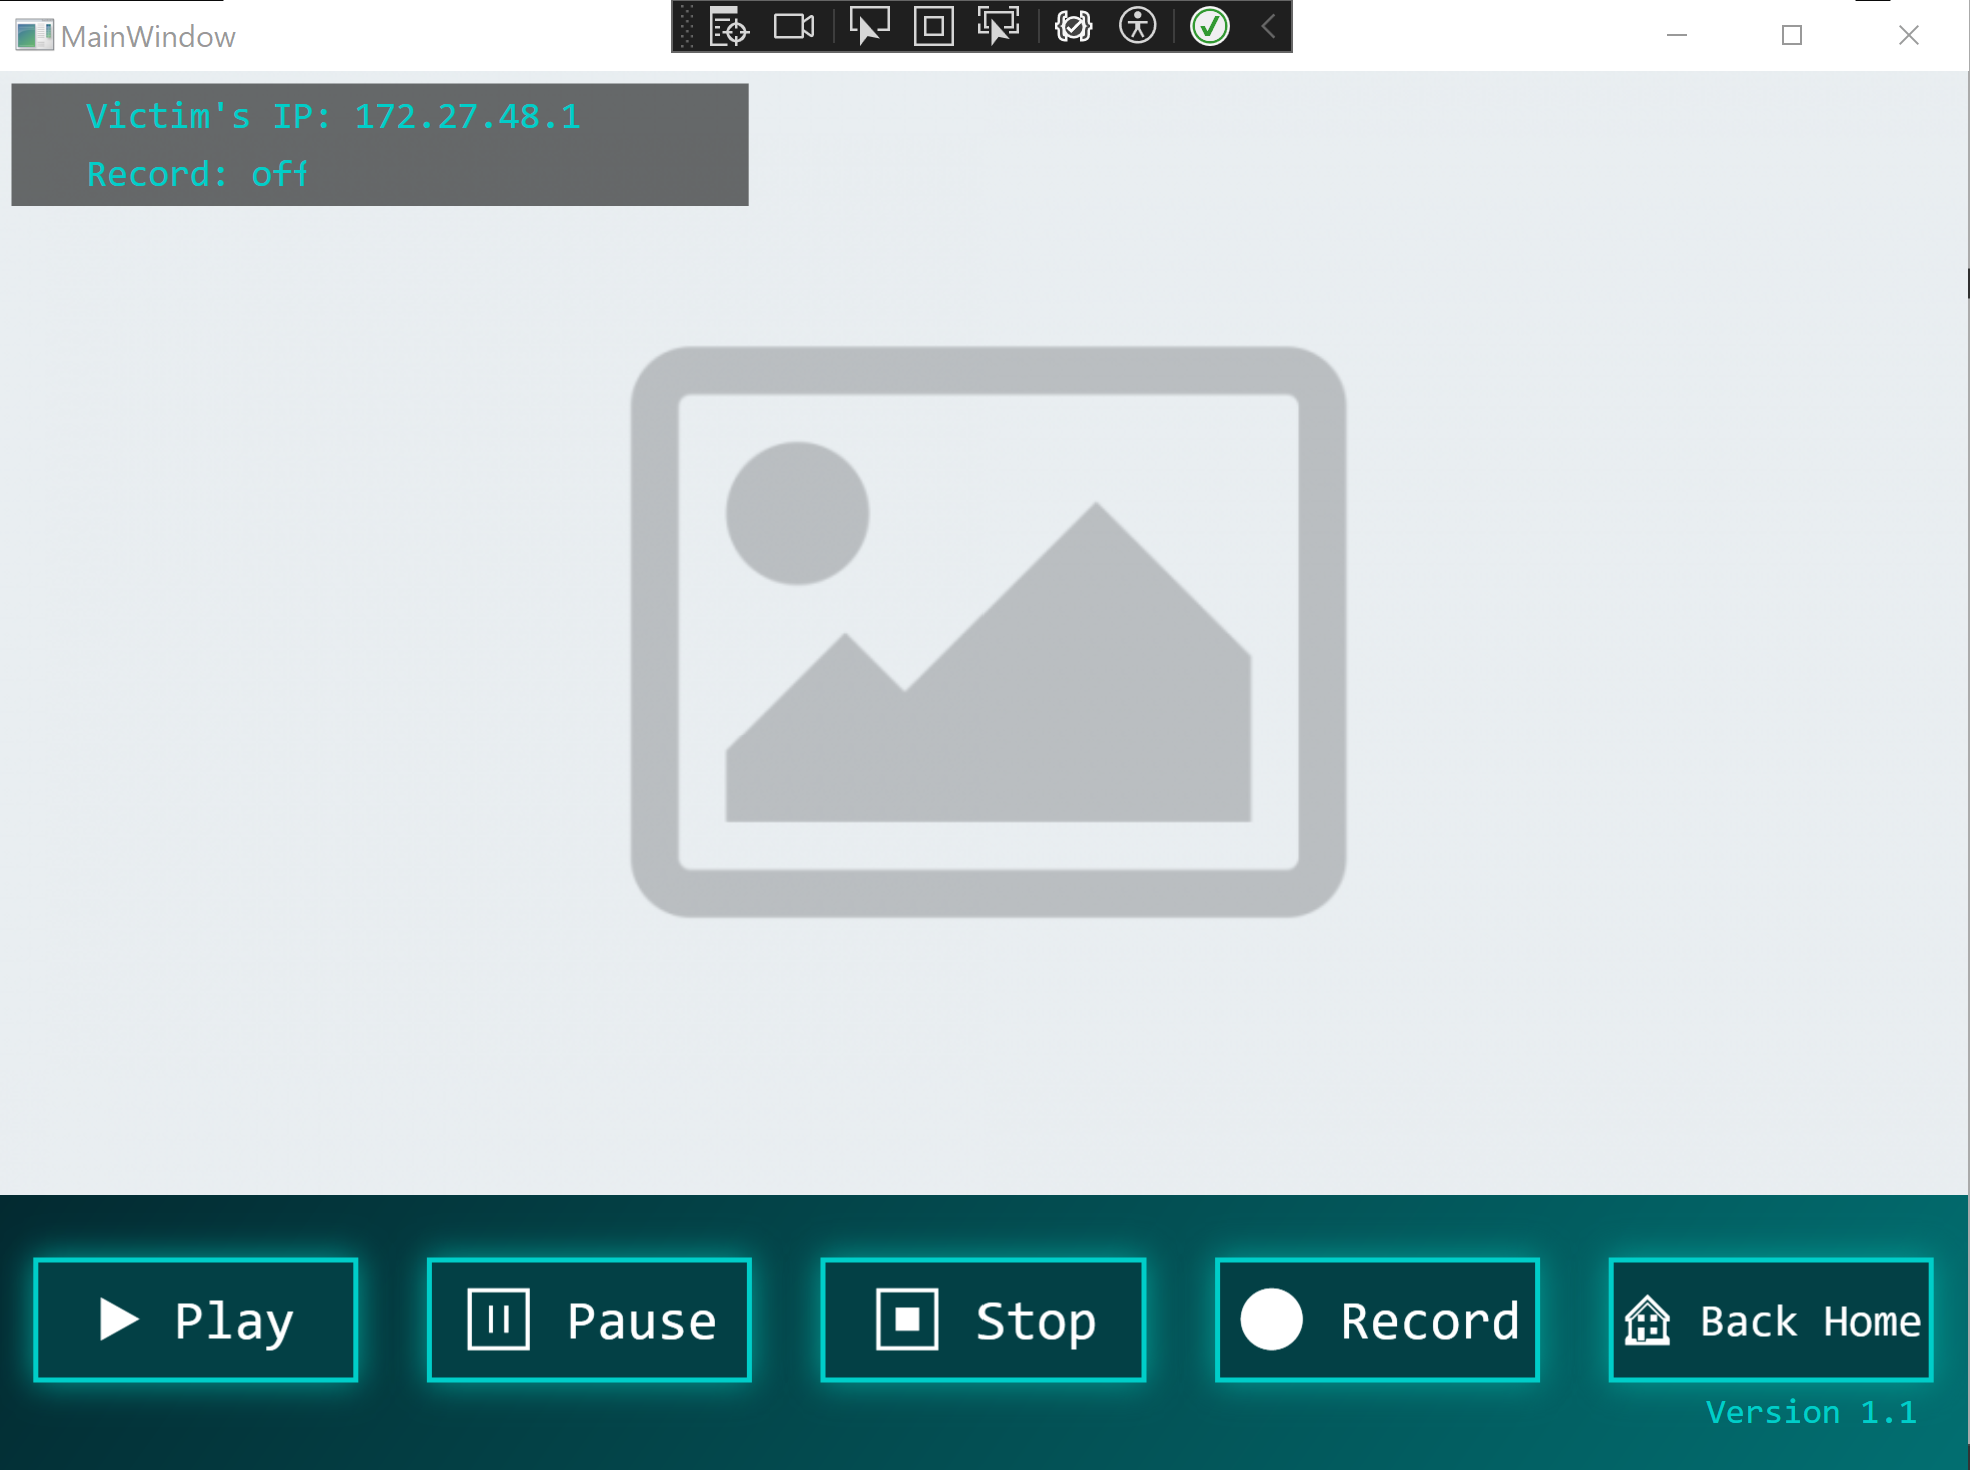 MainWindow
Victim's IP: 172.27.48.1
Record: off
Play
Pause
Stop
Record
Back Home
Version 1.1